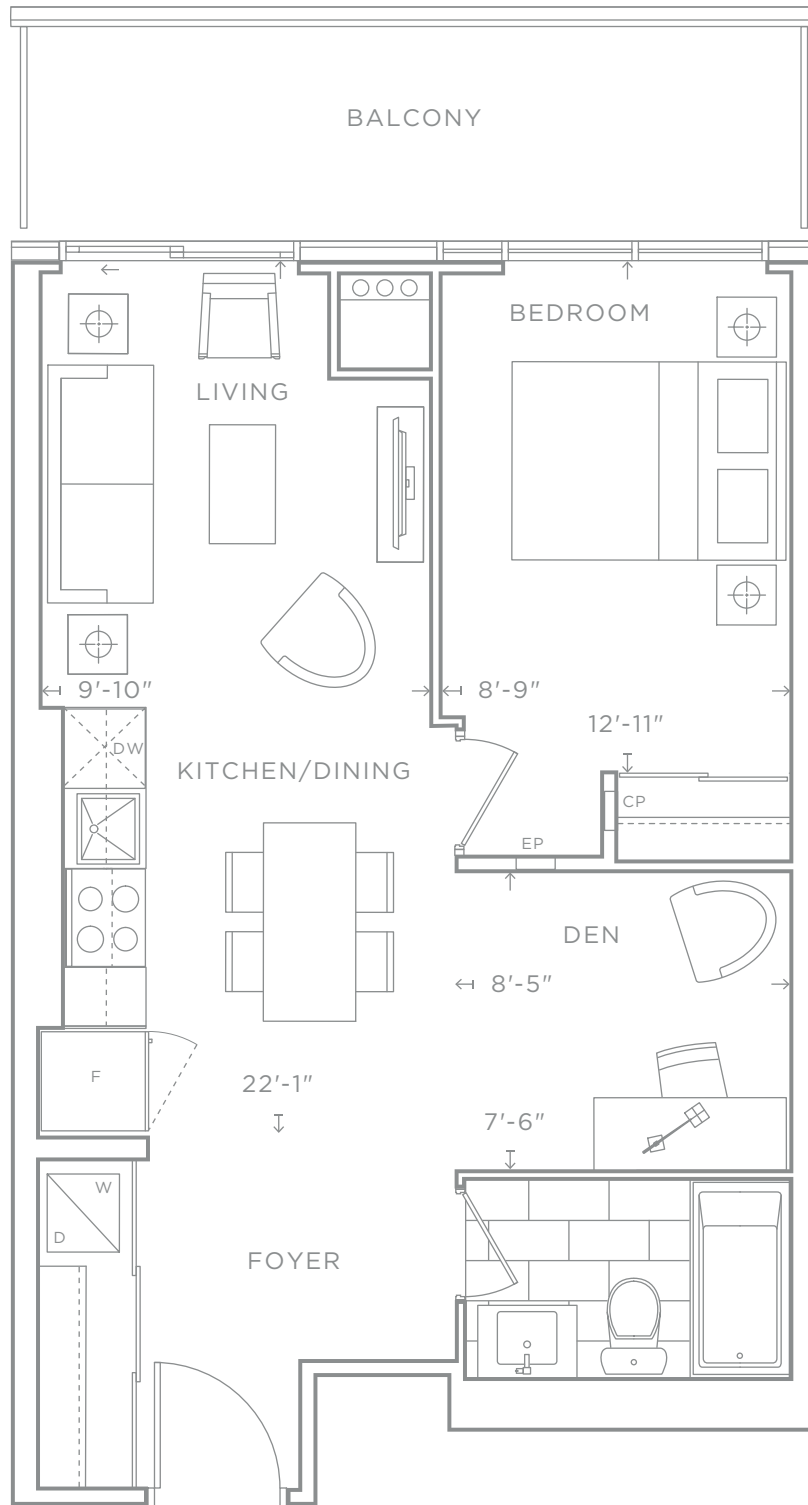 BALCONY
BEDROOM
LIVING
9'-10"
8'-9"
12'-11"
DW
KITCHEN/DINING
CP
EP
DEN
8'-5"
F
22'-1"
7'-6"
W
D
FOYER